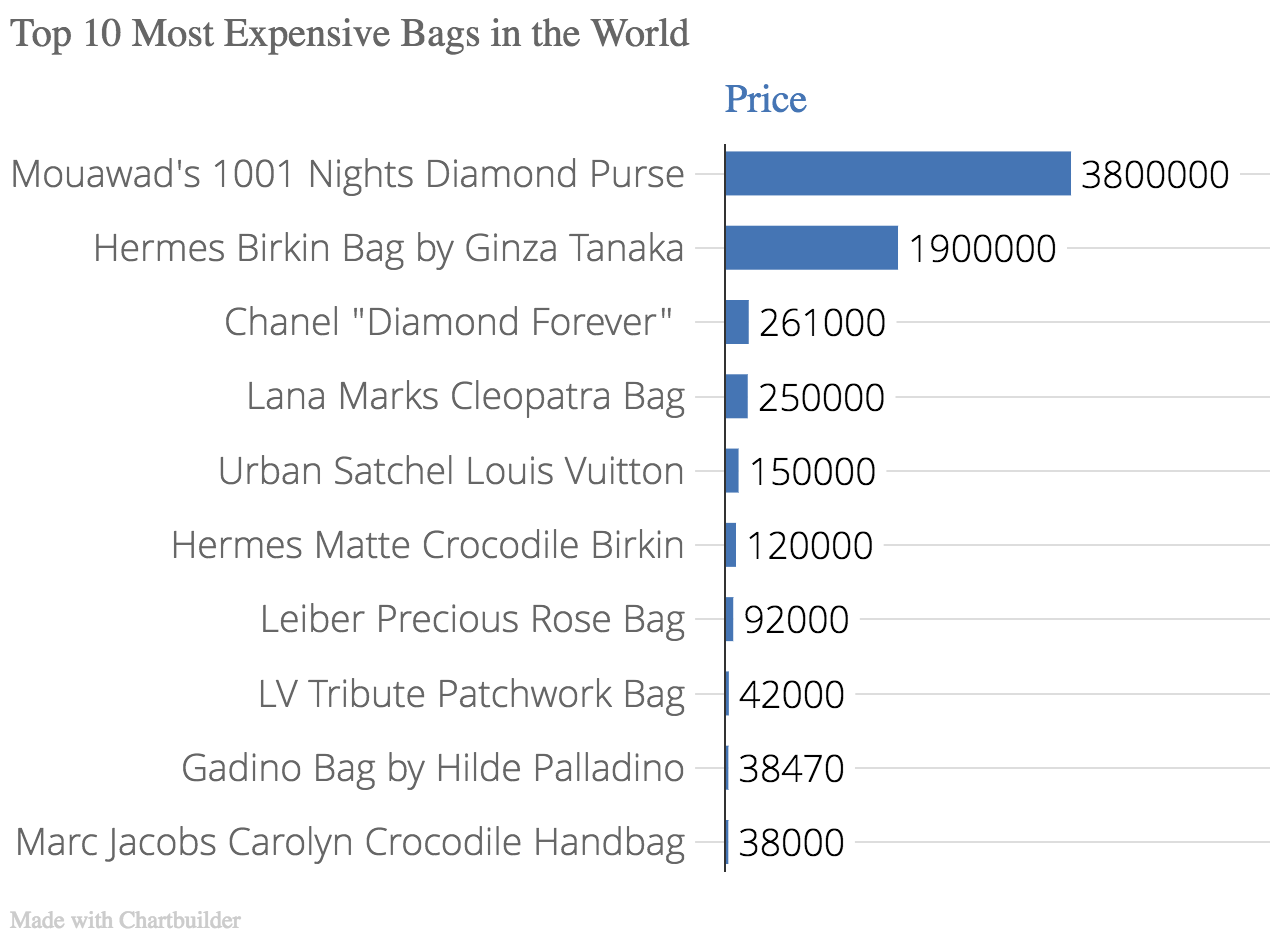 Top 10 Most Expensive Bags in the World
Price
Mouawad's 1001 Nights Diamond Purse 3800000
Hermes Birkin Bag by Ginza Tanaka 1900000
Chanel "Diamond Forever" 261000
Lana Marks Cleopatra Bag 250000
Urban Satchel Louis Vuitton 150000
Hermes Matte Crocodile Birkin 120000
Leiber Precious Rose Bag 92000
LV Tribute Patchwork Bag 42000
Gadino Bag by Hilde Palladino 38470
Marc Jacobs Carolyn Crocodile Handbag 38000
Made with Chartbuilder